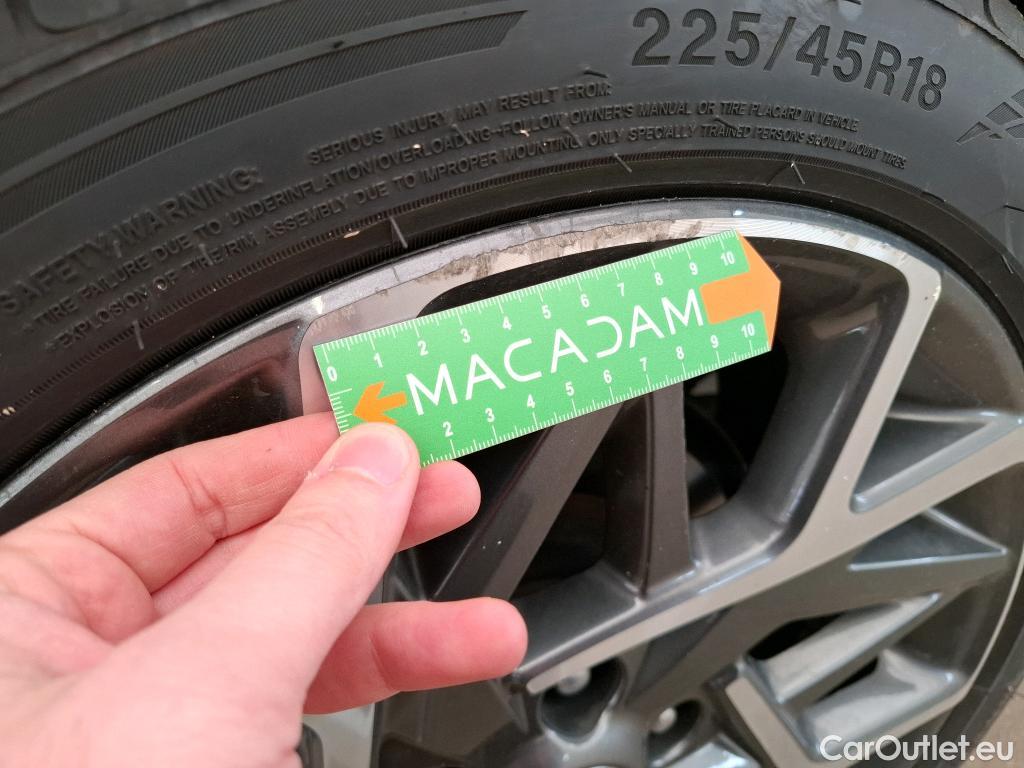 225/45R18
SAFETY WARNING:
SERIOUS INJURY MAY RESULT FROM:
•TIRE FAILURE DUE TO UNDERINFLATION/OVERLOADING-FOLLOW OWNER'S MANUAL OR TIRE PLACARD IN VEHICLE.
•EXPLOSION OF TIRE/RIM ASSEMBLY DUE TO IMPROPER MOUNTING. ONLY SPECIALLY TRAINED PERSONS SHOULD MOUNT TIRES.
0 1 2 3 4 5 6 7 8 9 10
MACADAM
2 3 4 5 6 7 8 9 10
CarOutlet.eu